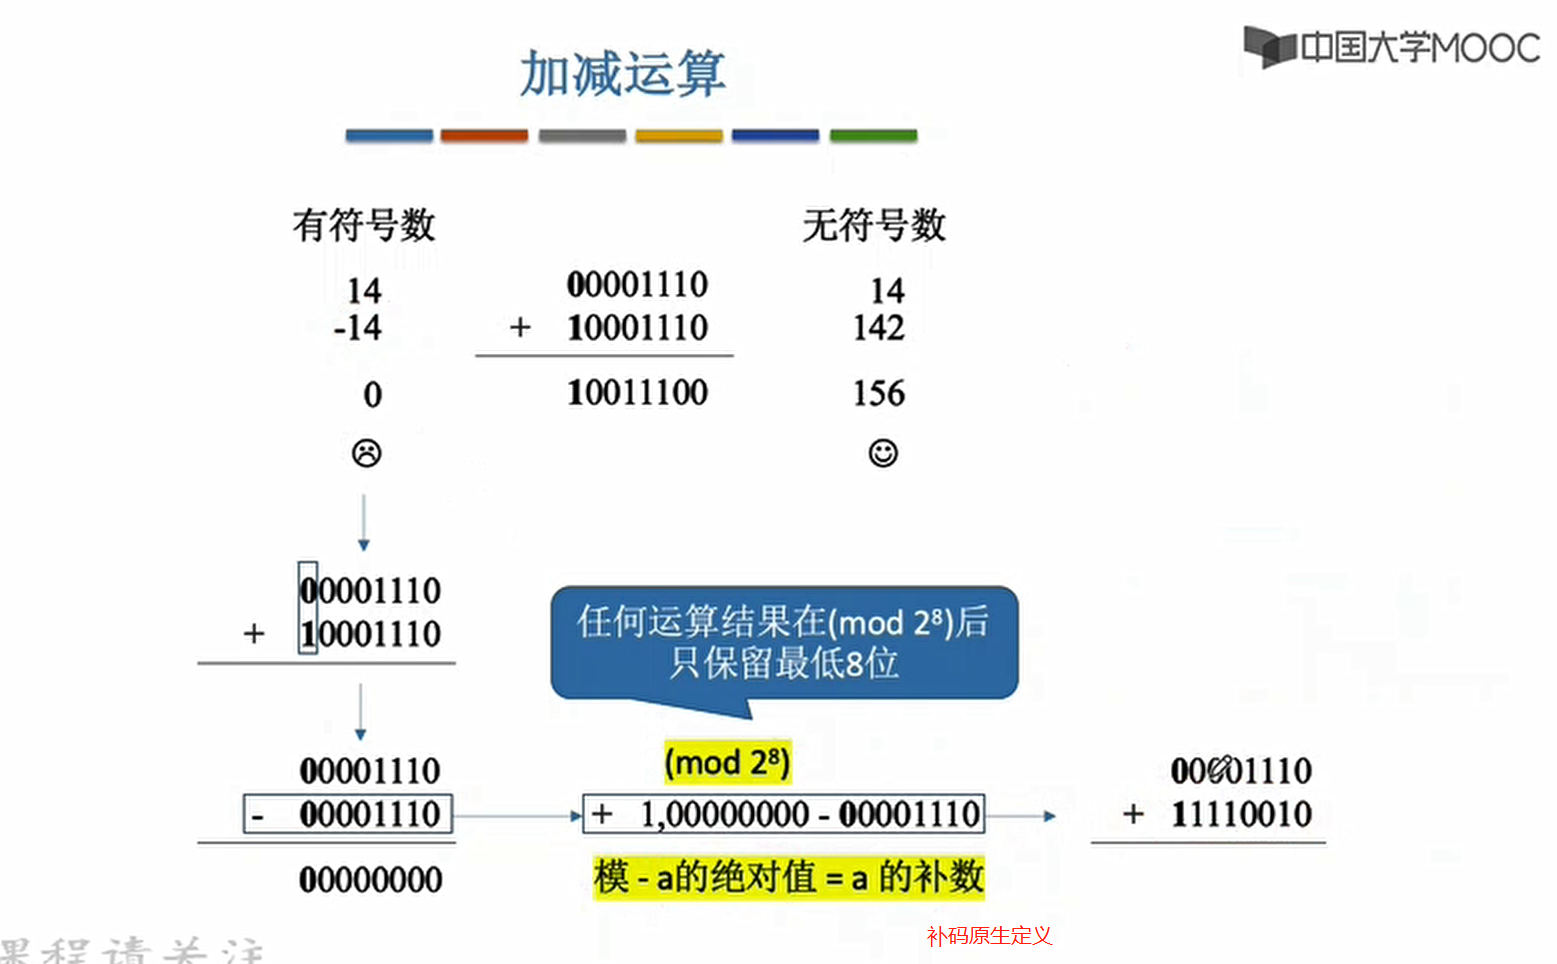 中国大学MOOC
加减运算
有符号数 无符号数
14 00001110 14
-14 + 10001110 142
0 10011100 156
00001110
+ 10001110
任何运算结果在(mod 2⁸)后
只保留最低8位
(mod 2⁸)
00001110 00001110
- 00001110 + 1,00000000 - 00001110 + 11110010
00000000 模 - a的绝对值 = a 的补数
补码原生定义
课程请关注